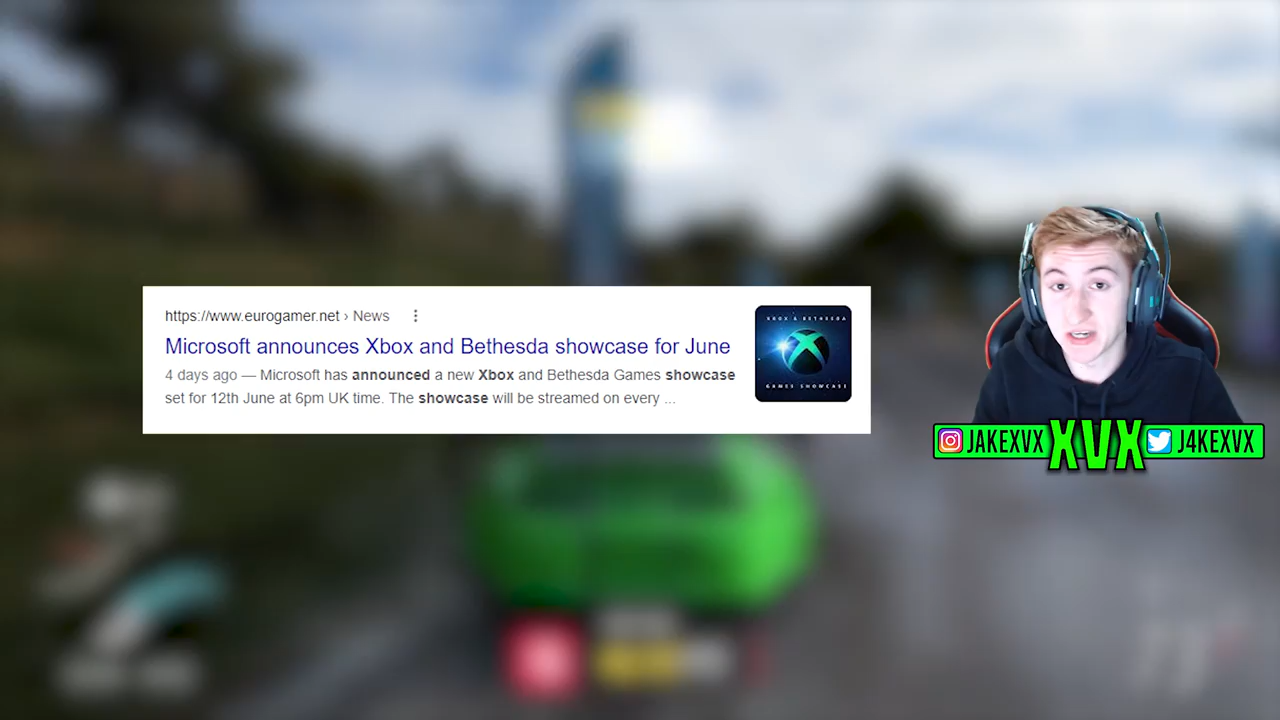 https://www.eurogamer.net › News
Microsoft announces Xbox and Bethesda showcase for June
4 days ago — Microsoft has announced a new Xbox and Bethesda Games showcase
set for 12th June at 6pm UK time. The showcase will be streamed on every ...
XBOX & BETHESDA
GAMES SHOWCASE
JAKEXVX XVX J4KEXVX